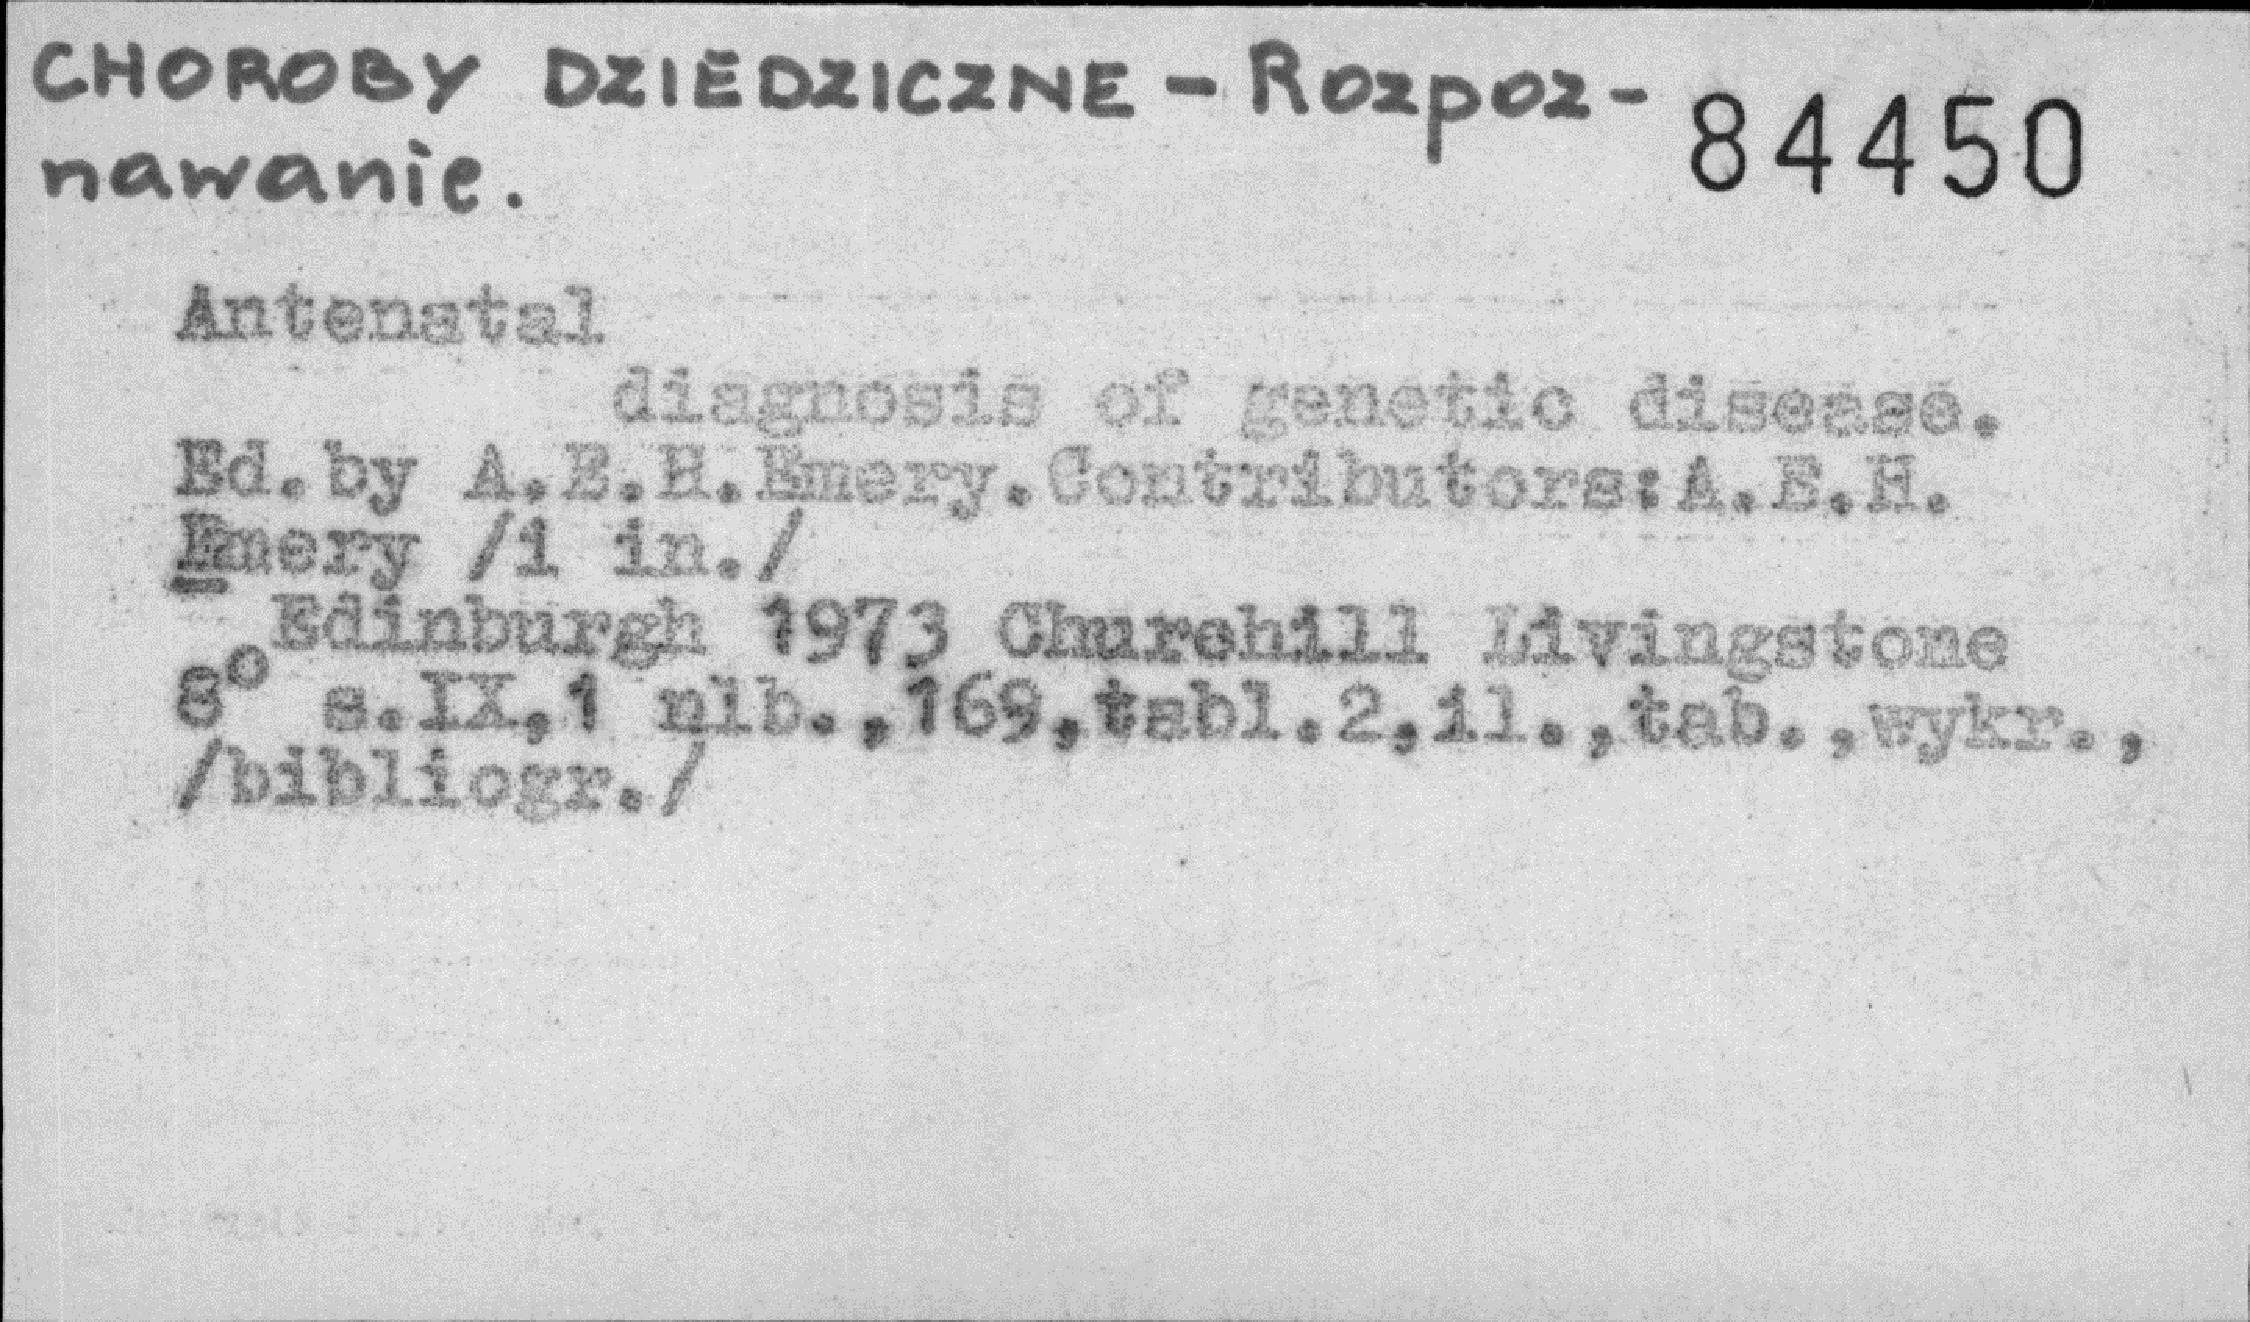 CHOROBY DZIEDZICZNE - Rozpoz-
nawanie.
84450
Antenatal
diagnosis of genetic disease.
Ed.by A.E.H.Emery.Contributors:A.E.H.
Emery /i in./
Edinburgh 1973 Churchill Livingstone
8° s.IX,1 nlb.,169,tabl.2,il.,tab.,wykr.,
/bibliogr./